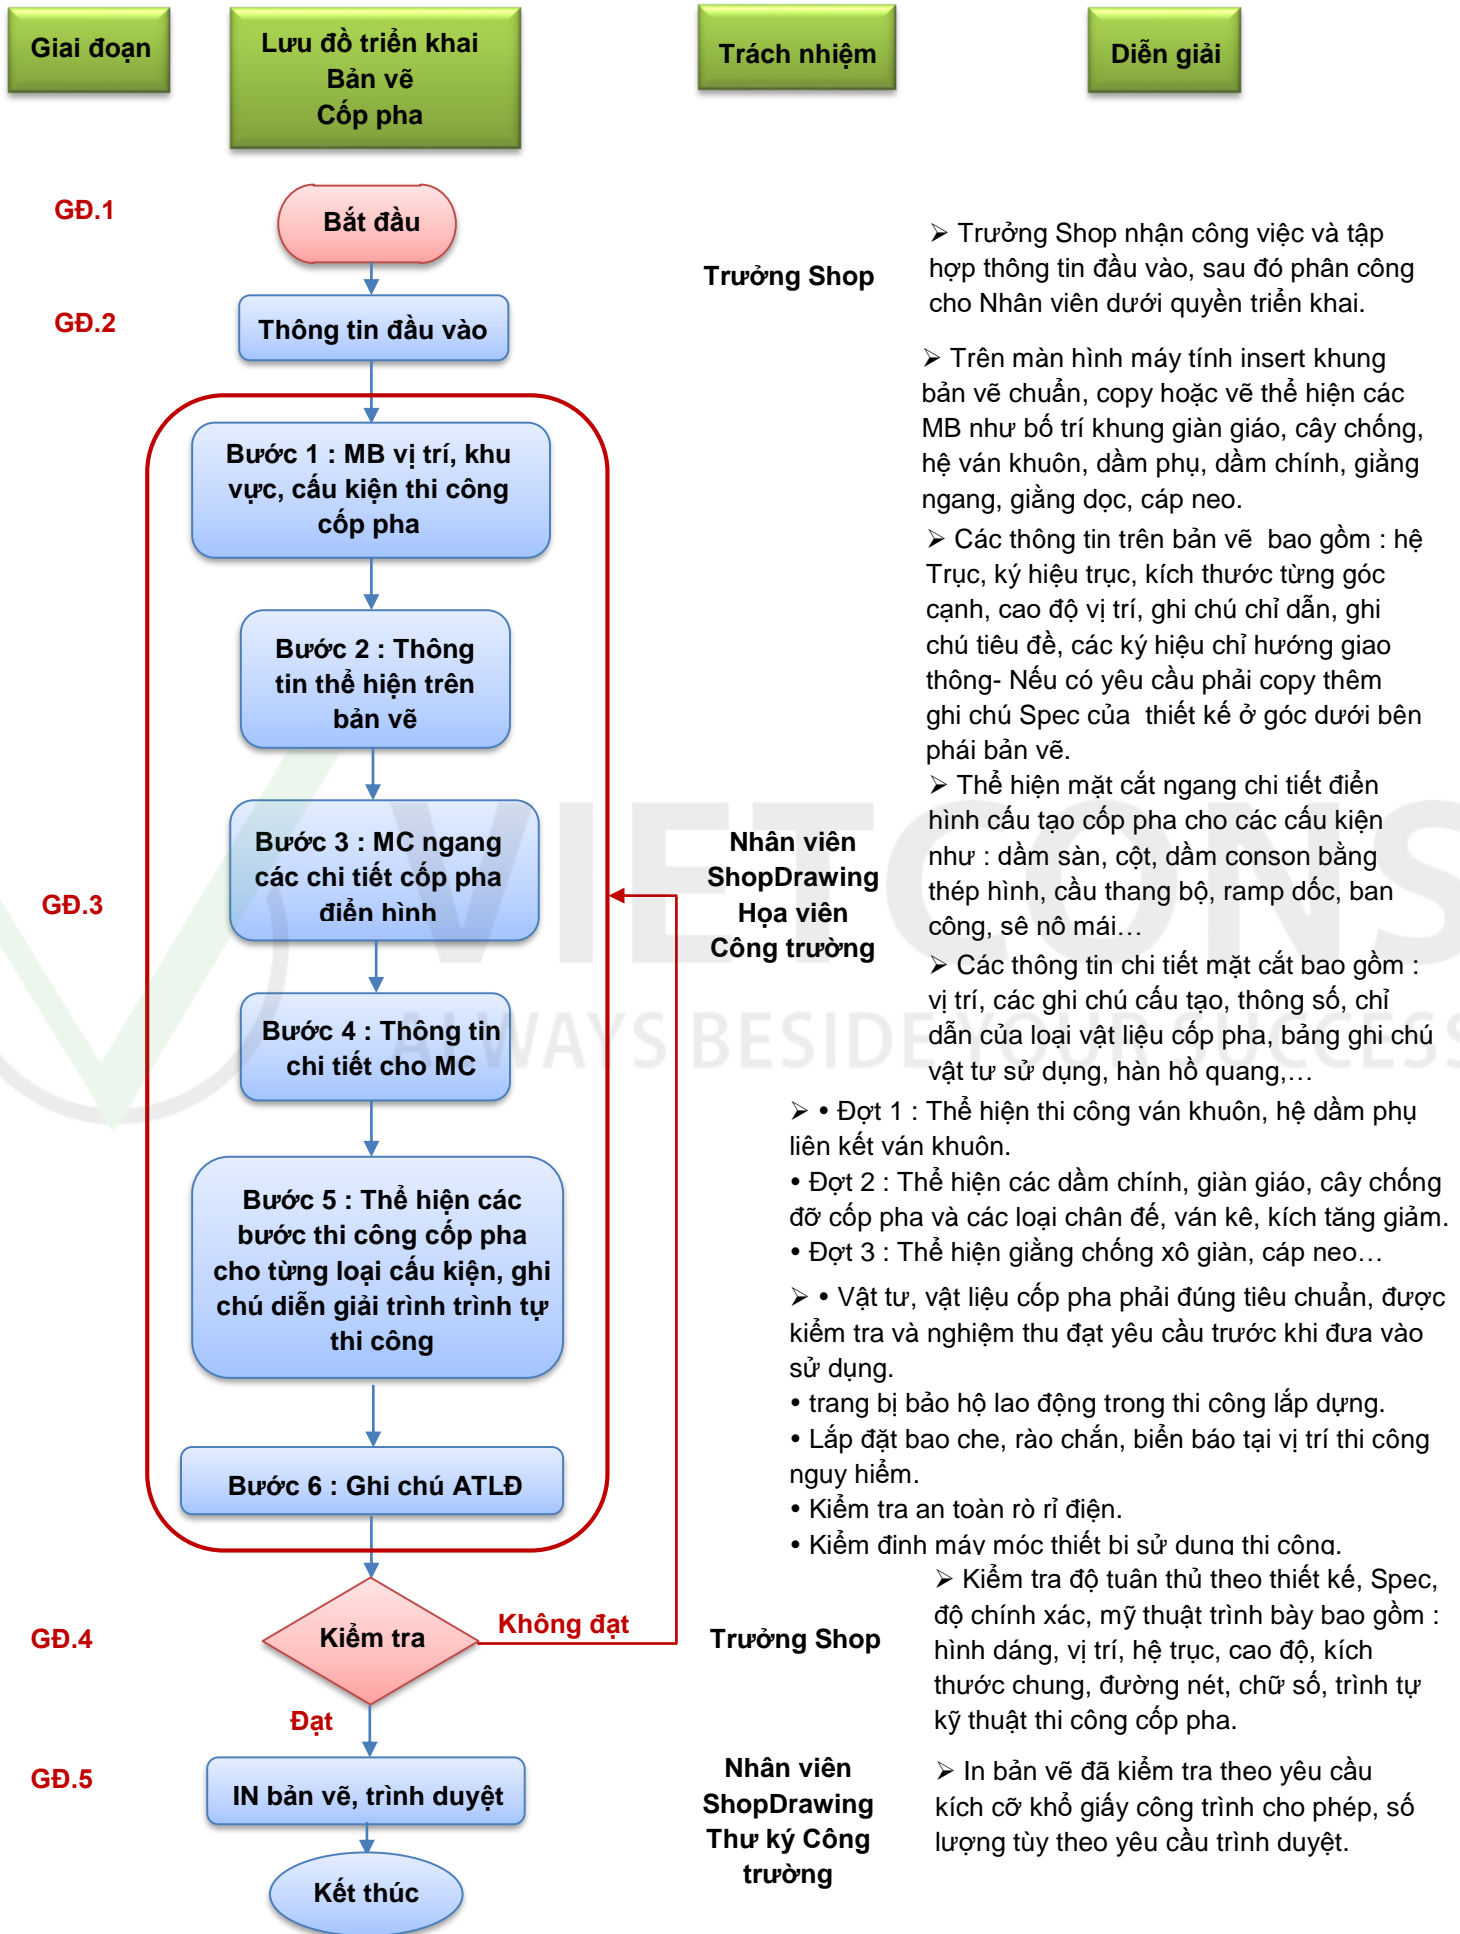 Giai đoạn
Lưu đồ triển khai
Bản vẽ
Cốp pha
Trách nhiệm
Diễn giải
GĐ.1
Bắt đầu
Trưởng Shop
➢ Trưởng Shop nhận công việc và tập
hợp thông tin đầu vào, sau đó phân công
cho Nhân viên dưới quyền triển khai.
GĐ.2
Thông tin đầu vào
➢ Trên màn hình máy tính insert khung
bản vẽ chuẩn, copy hoặc vẽ thể hiện các
MB như bố trí khung giàn giáo, cây chống,
hệ ván khuôn, dầm phụ, dầm chính, giằng
ngang, giằng dọc, cáp neo.
Bước 1 : MB vị trí, khu
vực, cấu kiện thi công
cốp pha
➢ Các thông tin trên bản vẽ  bao gồm : hệ
Trục, ký hiệu trục, kích thước từng góc
cạnh, cao độ vị trí, ghi chú chỉ dẫn, ghi
chú tiêu đề, các ký hiệu chỉ hướng giao
thông- Nếu có yêu cầu phải copy thêm
ghi chú Spec của  thiết kế ở góc dưới bên
phái bản vẽ.
Bước 2 : Thông
tin thể hiện trên
bản vẽ
➢ Thể hiện mặt cắt ngang chi tiết điển
hình cấu tạo cốp pha cho các cấu kiện
như : dầm sàn, cột, dầm conson bằng
thép hình, cầu thang bộ, ramp dốc, ban
công, sê nô mái…
Bước 3 : MC ngang
các chi tiết cốp pha
điển hình
GĐ.3
Nhân viên
ShopDrawing
Họa viên
Công trường
➢ Các thông tin chi tiết mặt cắt bao gồm :
vị trí, các ghi chú cấu tạo, thông số, chỉ
dẫn của loại vật liệu cốp pha, bảng ghi chú
vật tư sử dụng, hàn hồ quang,…
Bước 4 : Thông tin
chi tiết cho MC
VIETCONS
ALWAYS BESIDE YOUR SUCCESS
➢ • Đợt 1 : Thể hiện thi công ván khuôn, hệ dầm phụ
liên kết ván khuôn.
• Đợt 2 : Thể hiện các dầm chính, giàn giáo, cây chống
đỡ cốp pha và các loại chân đế, ván kê, kích tăng giảm.
• Đợt 3 : Thể hiện giằng chống xô giàn, cáp neo…
Bước 5 : Thể hiện các
bước thi công cốp pha
cho từng loại cấu kiện, ghi
chú diễn giải trình trình tự
thi công
➢ • Vật tư, vật liệu cốp pha phải đúng tiêu chuẩn, được
kiểm tra và nghiệm thu đạt yêu cầu trước khi đưa vào
sử dụng.
• trang bị bảo hộ lao động trong thi công lắp dựng.
• Lắp đặt bao che, rào chắn, biển báo tại vị trí thi công
nguy hiểm.
• Kiểm tra an toàn rò rỉ điện.
• Kiểm định máy móc thiết bị sử dụng thi công.
Bước 6 : Ghi chú ATLĐ
GĐ.4
Kiểm tra
Không đạt
Đạt
Trưởng Shop
➢ Kiểm tra độ tuân thủ theo thiết kế, Spec,
độ chính xác, mỹ thuật trình bày bao gồm :
hình dáng, vị trí, hệ trục, cao độ, kích
thước chung, đường nét, chữ số, trình tự
kỹ thuật thi công cốp pha.
GĐ.5
IN bản vẽ, trình duyệt
Nhân viên
ShopDrawing
Thư ký Công
trường
➢ In bản vẽ đã kiểm tra theo yêu cầu
kích cỡ khổ giấy công trình cho phép, số
lượng tùy theo yêu cầu trình duyệt.
Kết thúc